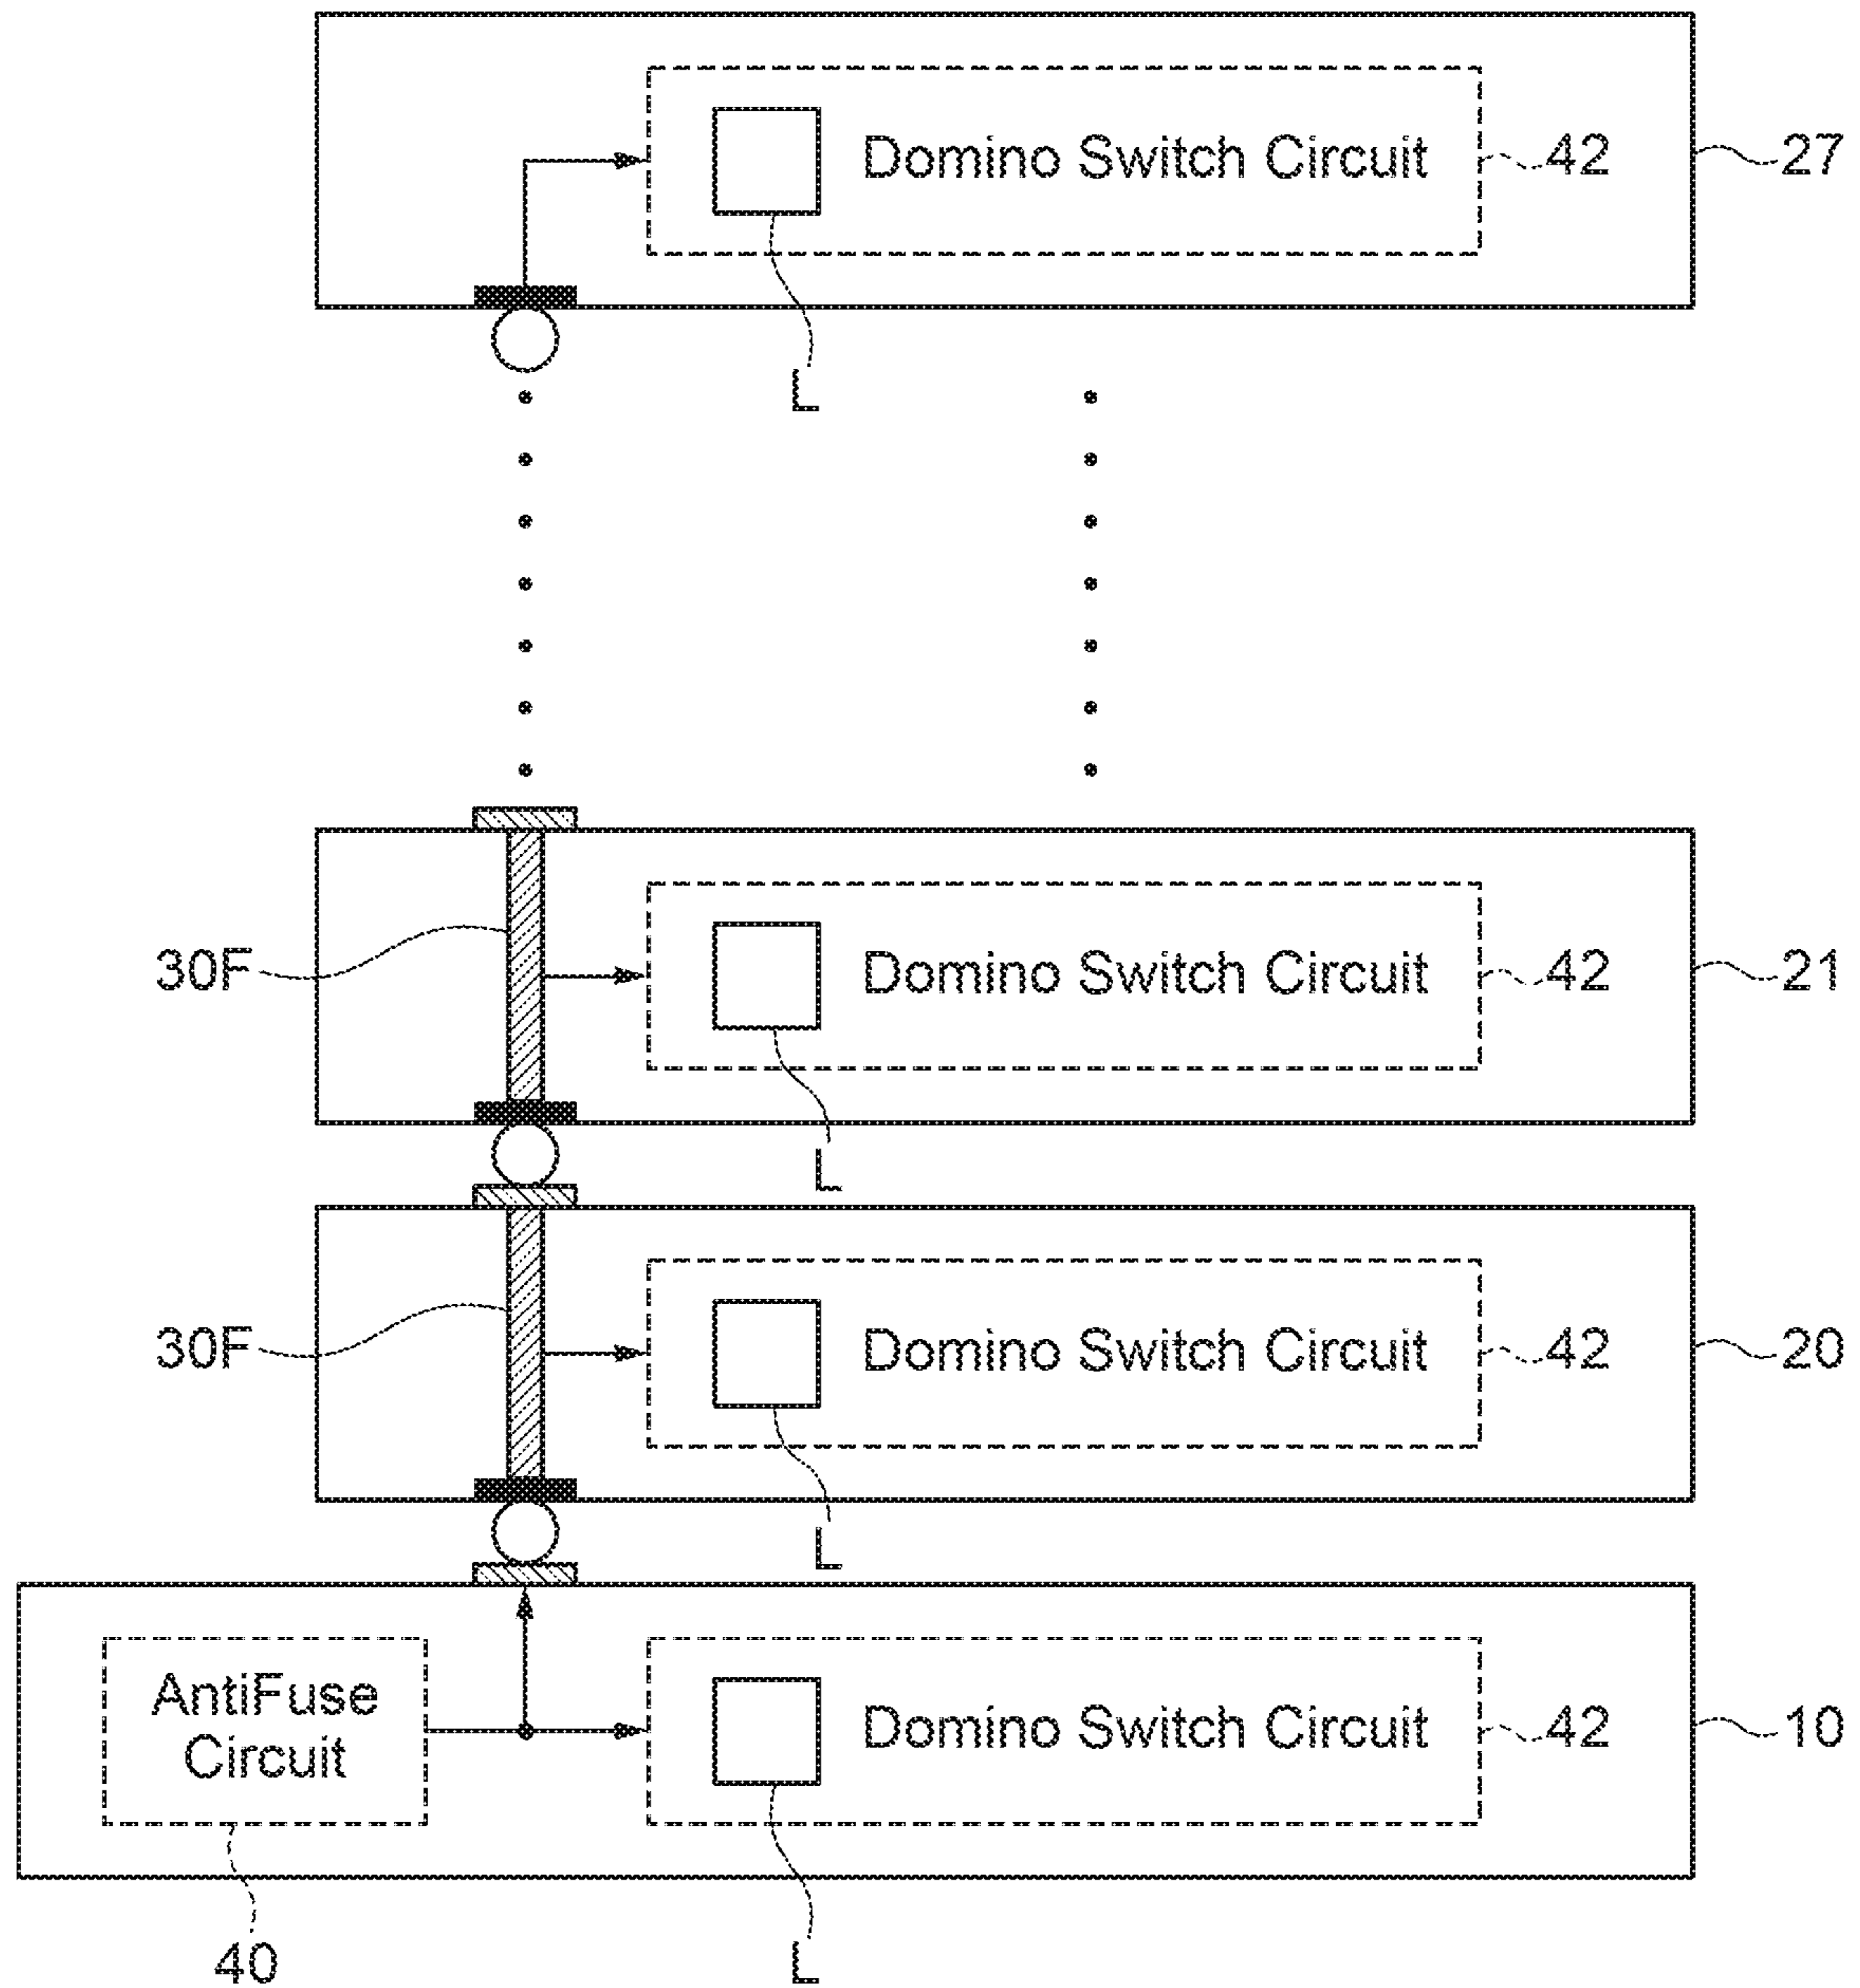 Domino Switch Circuit 42 27
L
30F Domino Switch Circuit 42 21
L
30F Domino Switch Circuit 42 20
L
AntiFuse
Circuit
Domino Switch Circuit 42 10
40 L